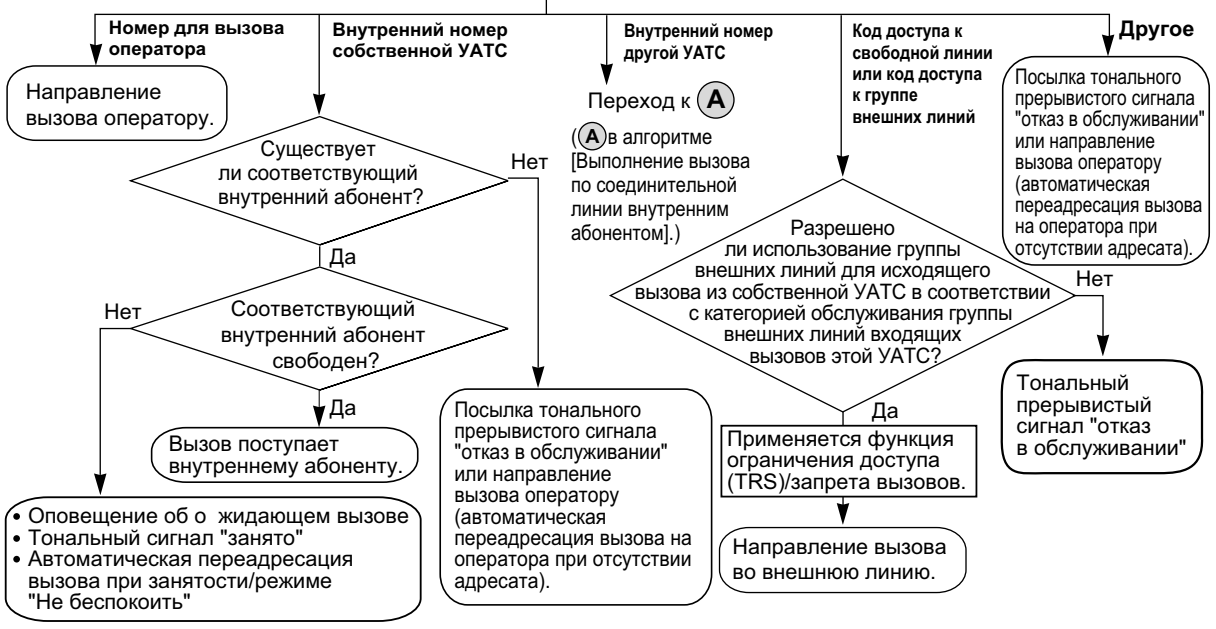 Номер для вызова
оператора
Направление
вызова оператору.
Внутренний номер
собственной УАТС
Существует
ли соответствующий
внутренний абонент?
Нет
Да
Соответствующий
внутренний абонент
свободен?
Нет
Да
Вызов поступает
внутреннему абоненту.
• Оповещение об о жидающем вызове
• Тональный сигнал "занято"
• Автоматическая переадресация
вызова при занятости/режиме
"Не беспокоить"
Посылка тонального
прерывистого сигнала
"отказ в обслуживании"
или направление
вызова оператору
(автоматическая
переадресация вызова на
оператора при отсутствии
адресата).
Внутренний номер
другой УАТС
Переход к A
(A в алгоритме
[Выполнение вызова
по соединительной
линии внутренним
абонентом].)
Код доступа к
свободной линии
или код доступа
к группе
внешних линий
Разрешено
ли использование группы
внешних линий для исходящего
вызова из собственной УАТС в соответствии
с категорией обслуживания группы
внешних линий входящих
вызовов этой УАТС?
Нет
Тональный
прерывистый
сигнал "отказ
в обслуживании"
Да
Применяется функция
ограничения доступа
(TRS)/запрета вызовов.
Направление вызова
во внешнюю линию.
Другое
Посылка тонального
прерывистого сигнала
"отказ в обслуживании"
или направление
вызова оператору
(автоматическая
переадресация вызова
на оператора при
отсутствии адресата).